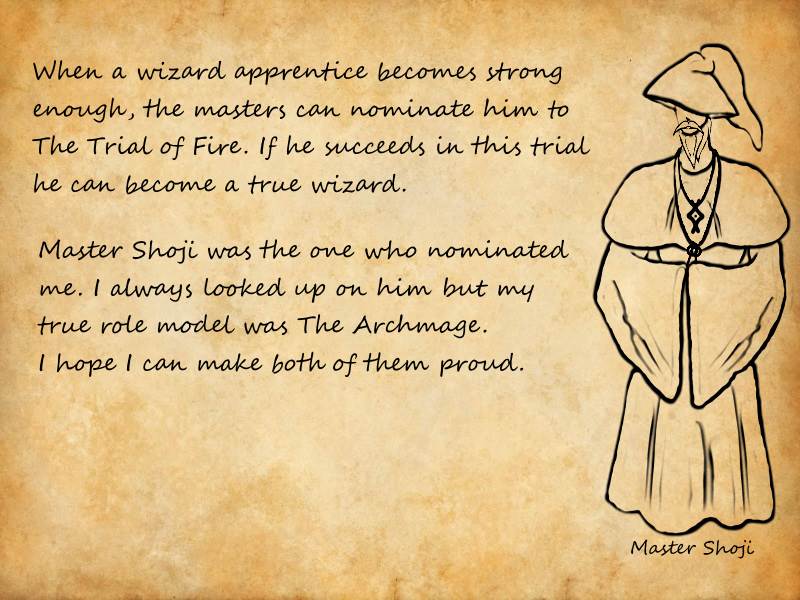 When a wizard apprentice becomes strong
enough, the masters can nominate him to
The Trial of Fire. If he succeeds in this trial
he can become a true wizard.
Master Shoji was the one who nominated
me. I always looked up on him but my
true role model was The Archmage.
I hope I can make both of them proud.
Master Shoji